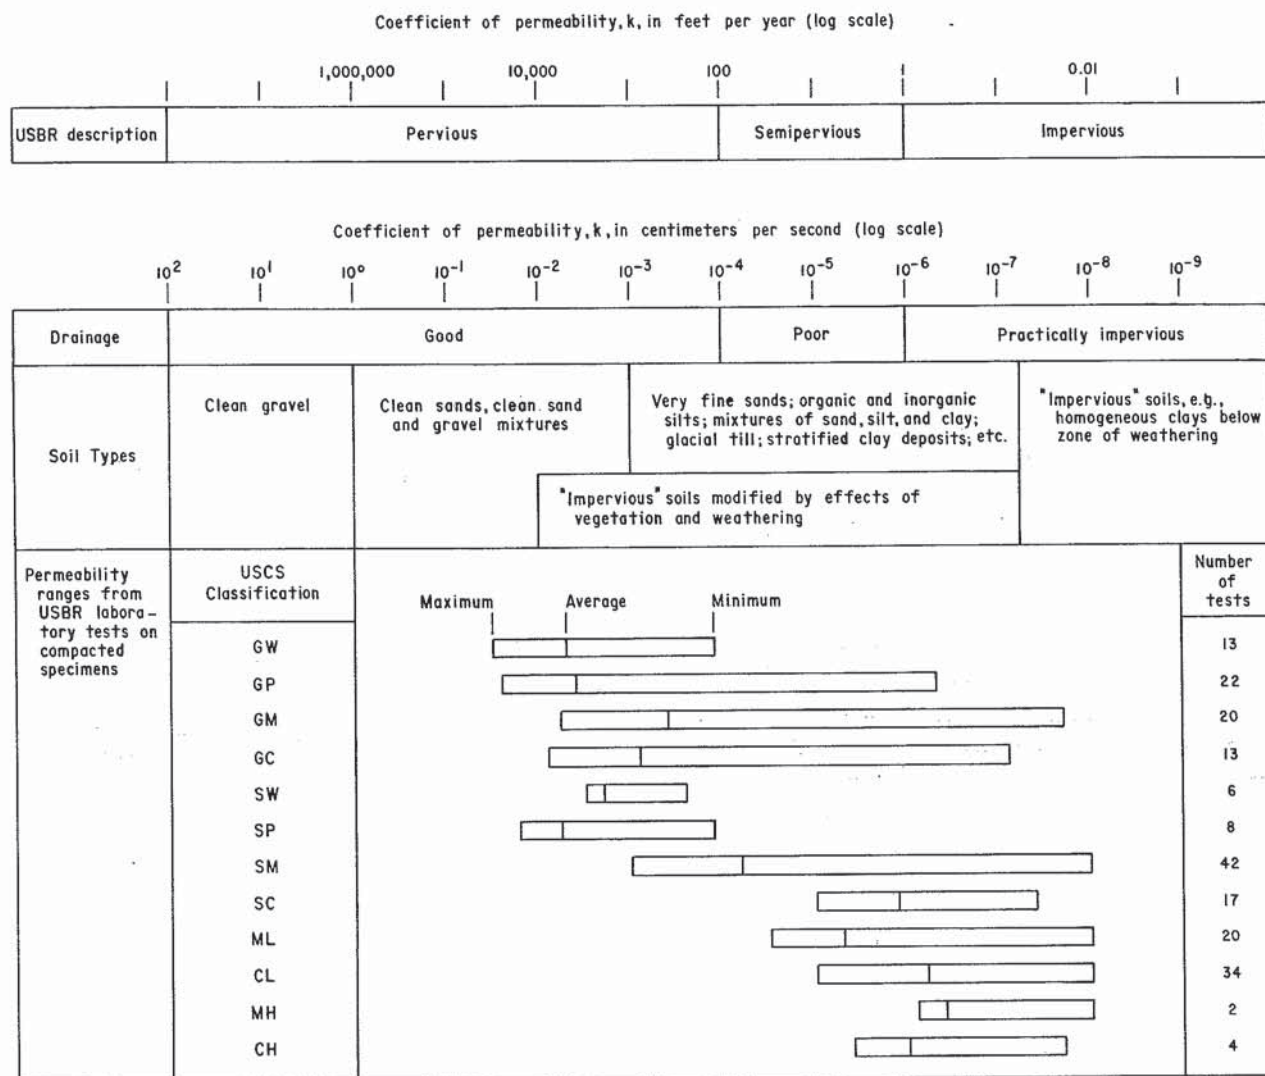 Coefficient of permeability, k, in feet per year (log scale)
1,000,000 10,000 100 1 0.01
USBR description Pervious Semipervious Impervious
Coefficient of permeability, k, in centimeters per second (log scale)
10² 10¹ 10⁰ 10⁻¹ 10⁻² 10⁻³ 10⁻⁴ 10⁻⁵ 10⁻⁶ 10⁻⁷ 10⁻⁸ 10⁻⁹
Drainage Good Poor Practically impervious
Soil Types
Clean gravel
Clean sands, clean sand
and gravel mixtures
Very fine sands; organic and inorganic
silts; mixtures of sand, silt, and clay;
glacial till; stratified clay deposits; etc.
"Impervious" soils, e.g.,
homogeneous clays below
zone of weathering
"Impervious" soils modified by effects of
vegetation and weathering
Permeability
ranges from
USBR labora-
tory tests on
compacted
specimens
USCS
Classification
Maximum Average Minimum
Number
of
tests
GW 13
GP 22
GM 20
GC 13
SW 6
SP 8
SM 42
SC 17
ML 20
CL 34
MH 2
CH 4